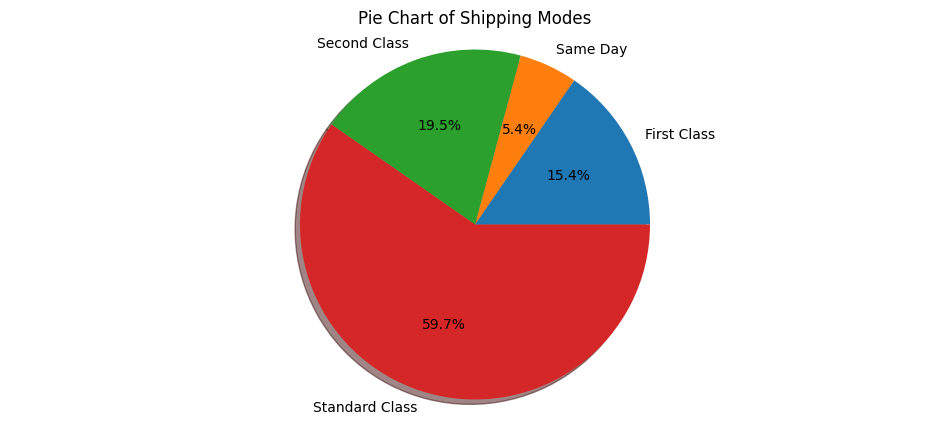 Pie Chart of Shipping Modes
Second Class
Same Day
19.5%
5.4%
First Class
15.4%
59.7%
Standard Class